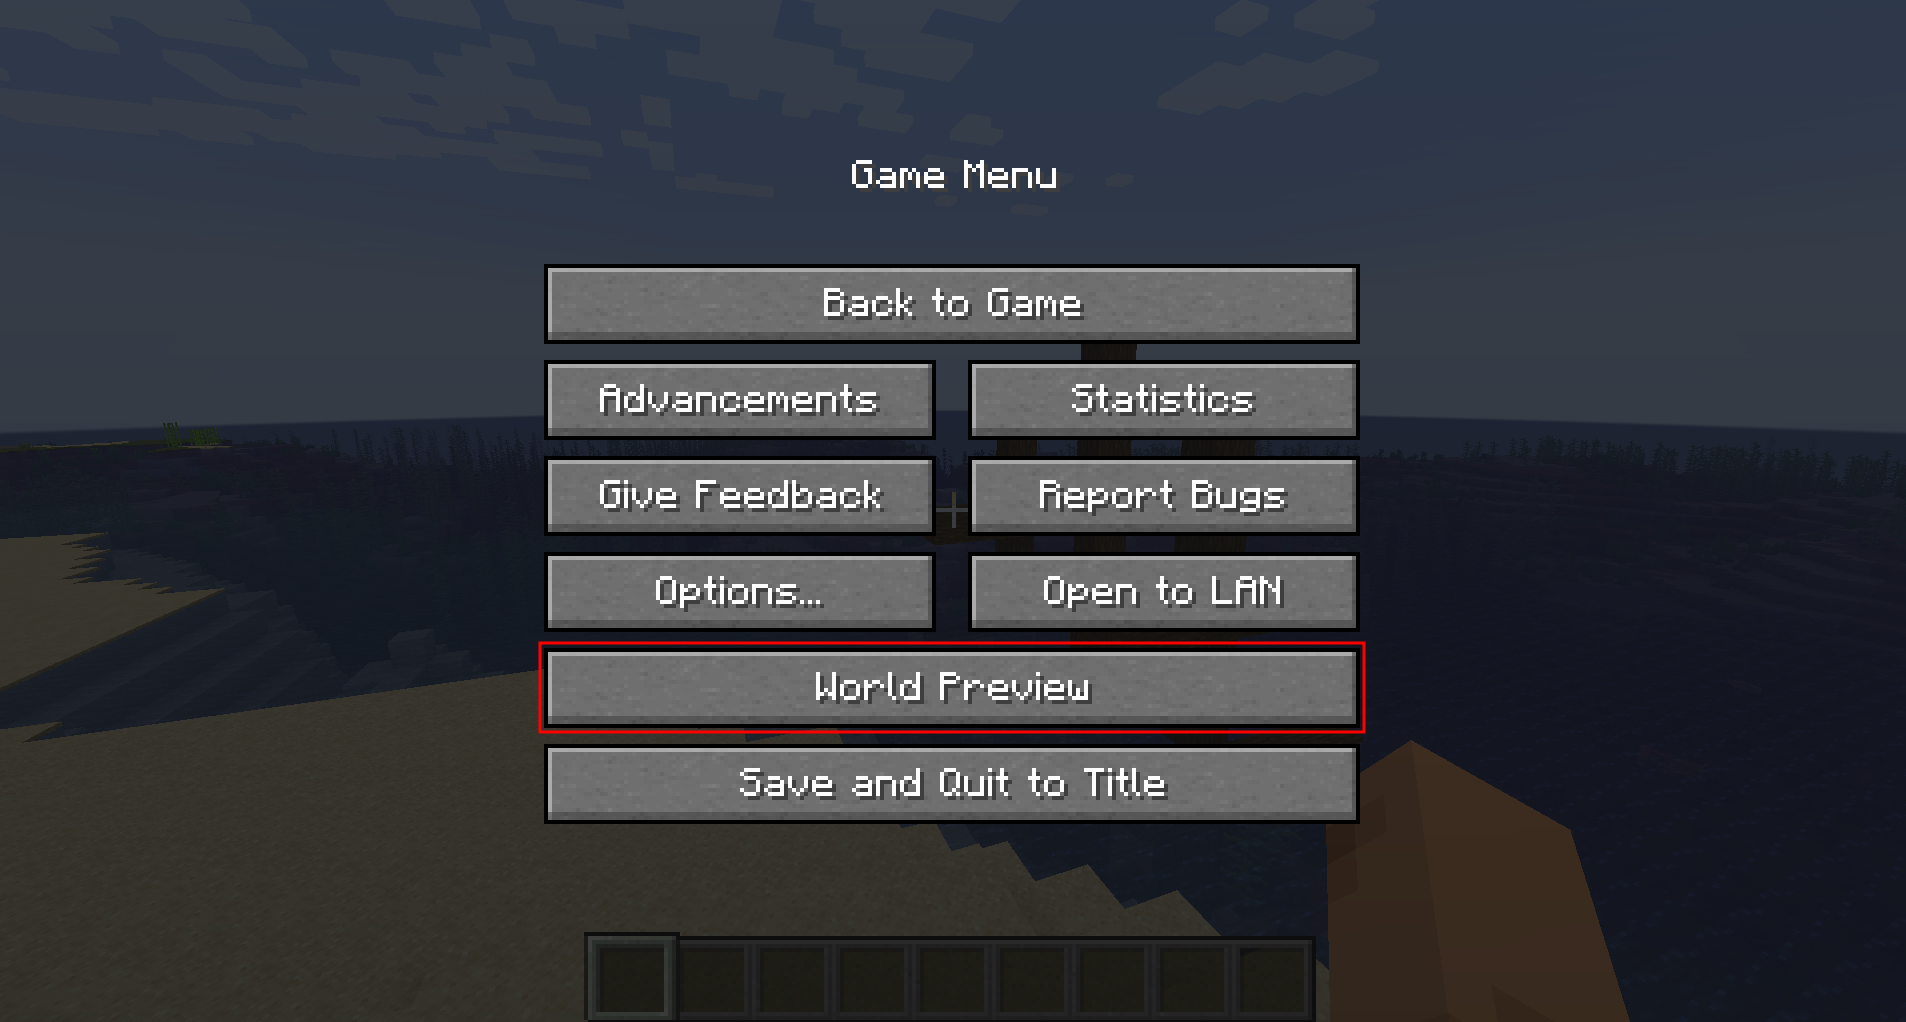 Game Menu
Back to Game
Advancements
Statistics
Give Feedback
Report Bugs
Options...
Open to LAN
World Preview
Save and Quit to Title